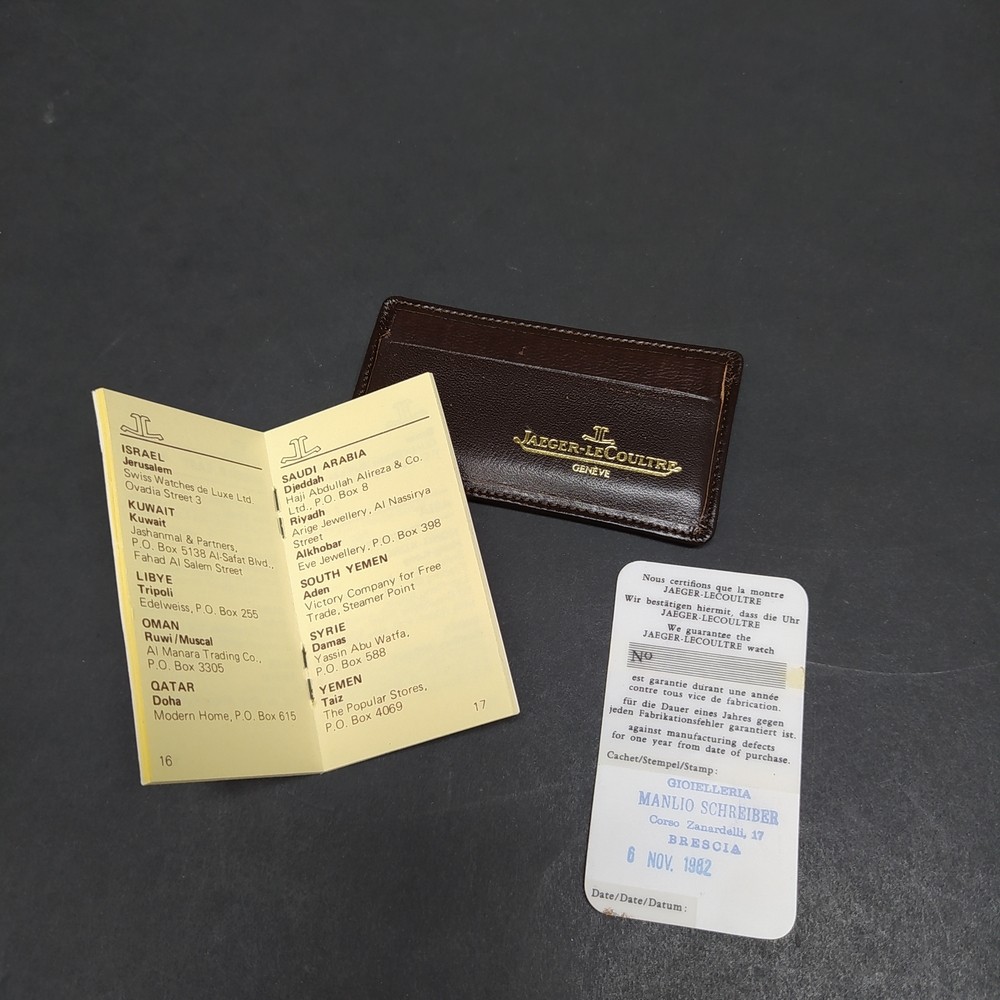 JL
ISRAEL
Jerusalem
Swiss Watches de Luxe Ltd.
Ovadia Street 3
KUWAIT
Kuwait
Jashanmal & Partners,
P.O. Box 5138 Al-Safat Blvd.,
Fahad Al Salem Street
LIBYE
Tripoli
Edelweiss, P.O. Box 255
OMAN
Ruwi/Muscal
Al Manara Trading Co.,
P.O. Box 3305
QATAR
Doha
Modern Home, P.O. Box 615
16
JL
SAUDI ARABIA
Djeddah
Haji Abdullah Alireza & Co.
Ltd., P.O. Box 8
Riyadh
Arige Jewellery, Al Nassirya
Street
Alkhobar
Eve Jewellery, P.O. Box 398
SOUTH YEMEN
Aden
Victory Company for Free
Trade, Steamer Point
SYRIE
Damas
Yassin Abu Watfa,
P.O. Box 588
YEMEN
Taiz
The Popular Stores,
P.O. Box 4069
17
JL
JAEGER-LECOULTRE
GENÈVE
Nous certifions que la montre
JAEGER-LECOULTRE
Wir bestätigen hiermit, dass die Uhr
JAEGER-LECOULTRE
We guarantee the
JAEGER-LECOULTRE watch
No
est garantie durant une année
contre tous vice de fabrication.
für die Dauer eines Jahres gegen
jeden Fabrikationsfehler garantiert ist.
against manufacturing defects
for one year from date of purchase.
Cachet/Stempel/Stamp:
GIOIELLERIA
MANLIO SCHREIBER
Corso Zanardelli, 17
BRESCIA
6 NOV. 1982
Date/Date/Datum: